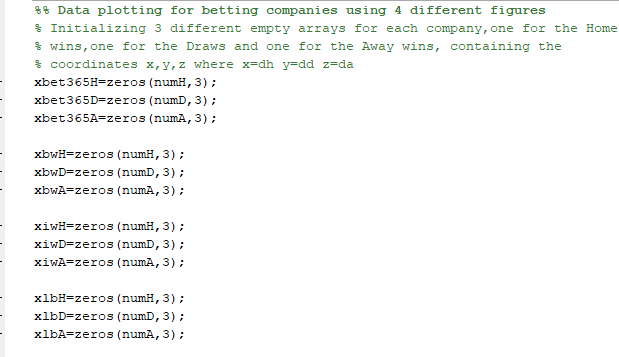 %% Data plotting for betting companies using 4 different figures
% Initializing 3 different empty arrays for each company,one for the Home
% wins,one for the Draws and one for the Away wins, containing the
% coordinates x,y,z where x=dh y=dd z=da
xbet365H=zeros(numH,3);
xbet365D=zeros(numD,3);
xbet365A=zeros(numA,3);
xbwH=zeros(numH,3);
xbwD=zeros(numD,3);
xbwA=zeros(numA,3);
xiwH=zeros(numH,3);
xiwD=zeros(numD,3);
xiwA=zeros(numA,3);
xlbH=zeros(numH,3);
xlbD=zeros(numD,3);
xlbA=zeros(numA,3);